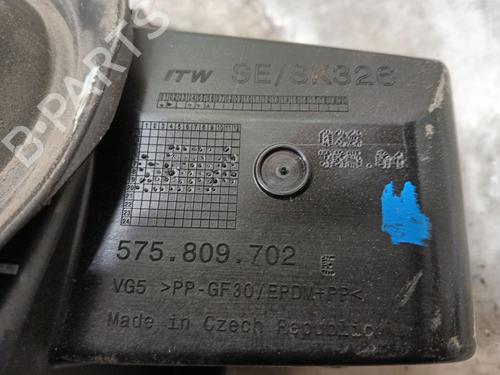 B-PARTS
ITW SE/SK326
575.809.702
VG5 >PP-GF30/EPDM+PP<
Made in Czech Republic